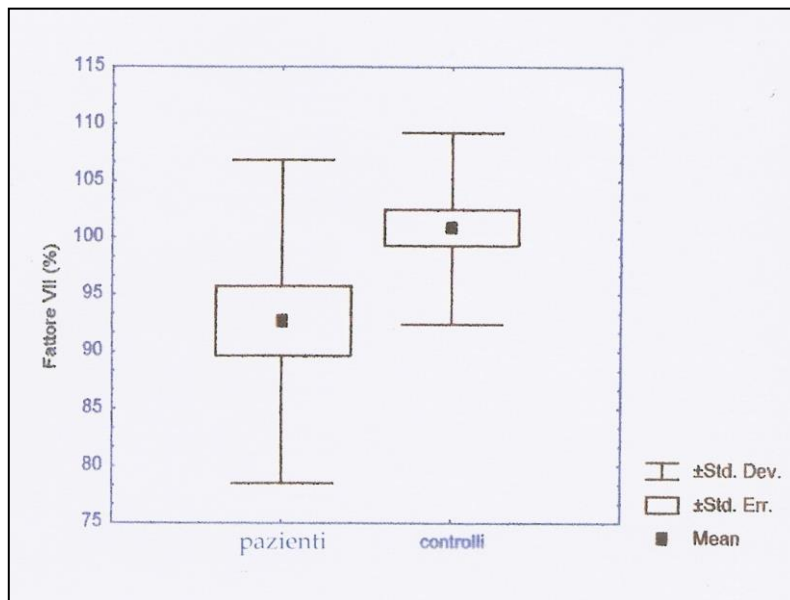 115
110
105
100
95
90
85
80
75
Fattore VII (%)
pazienti
controlli
±Std. Dev.
±Std. Err.
Mean